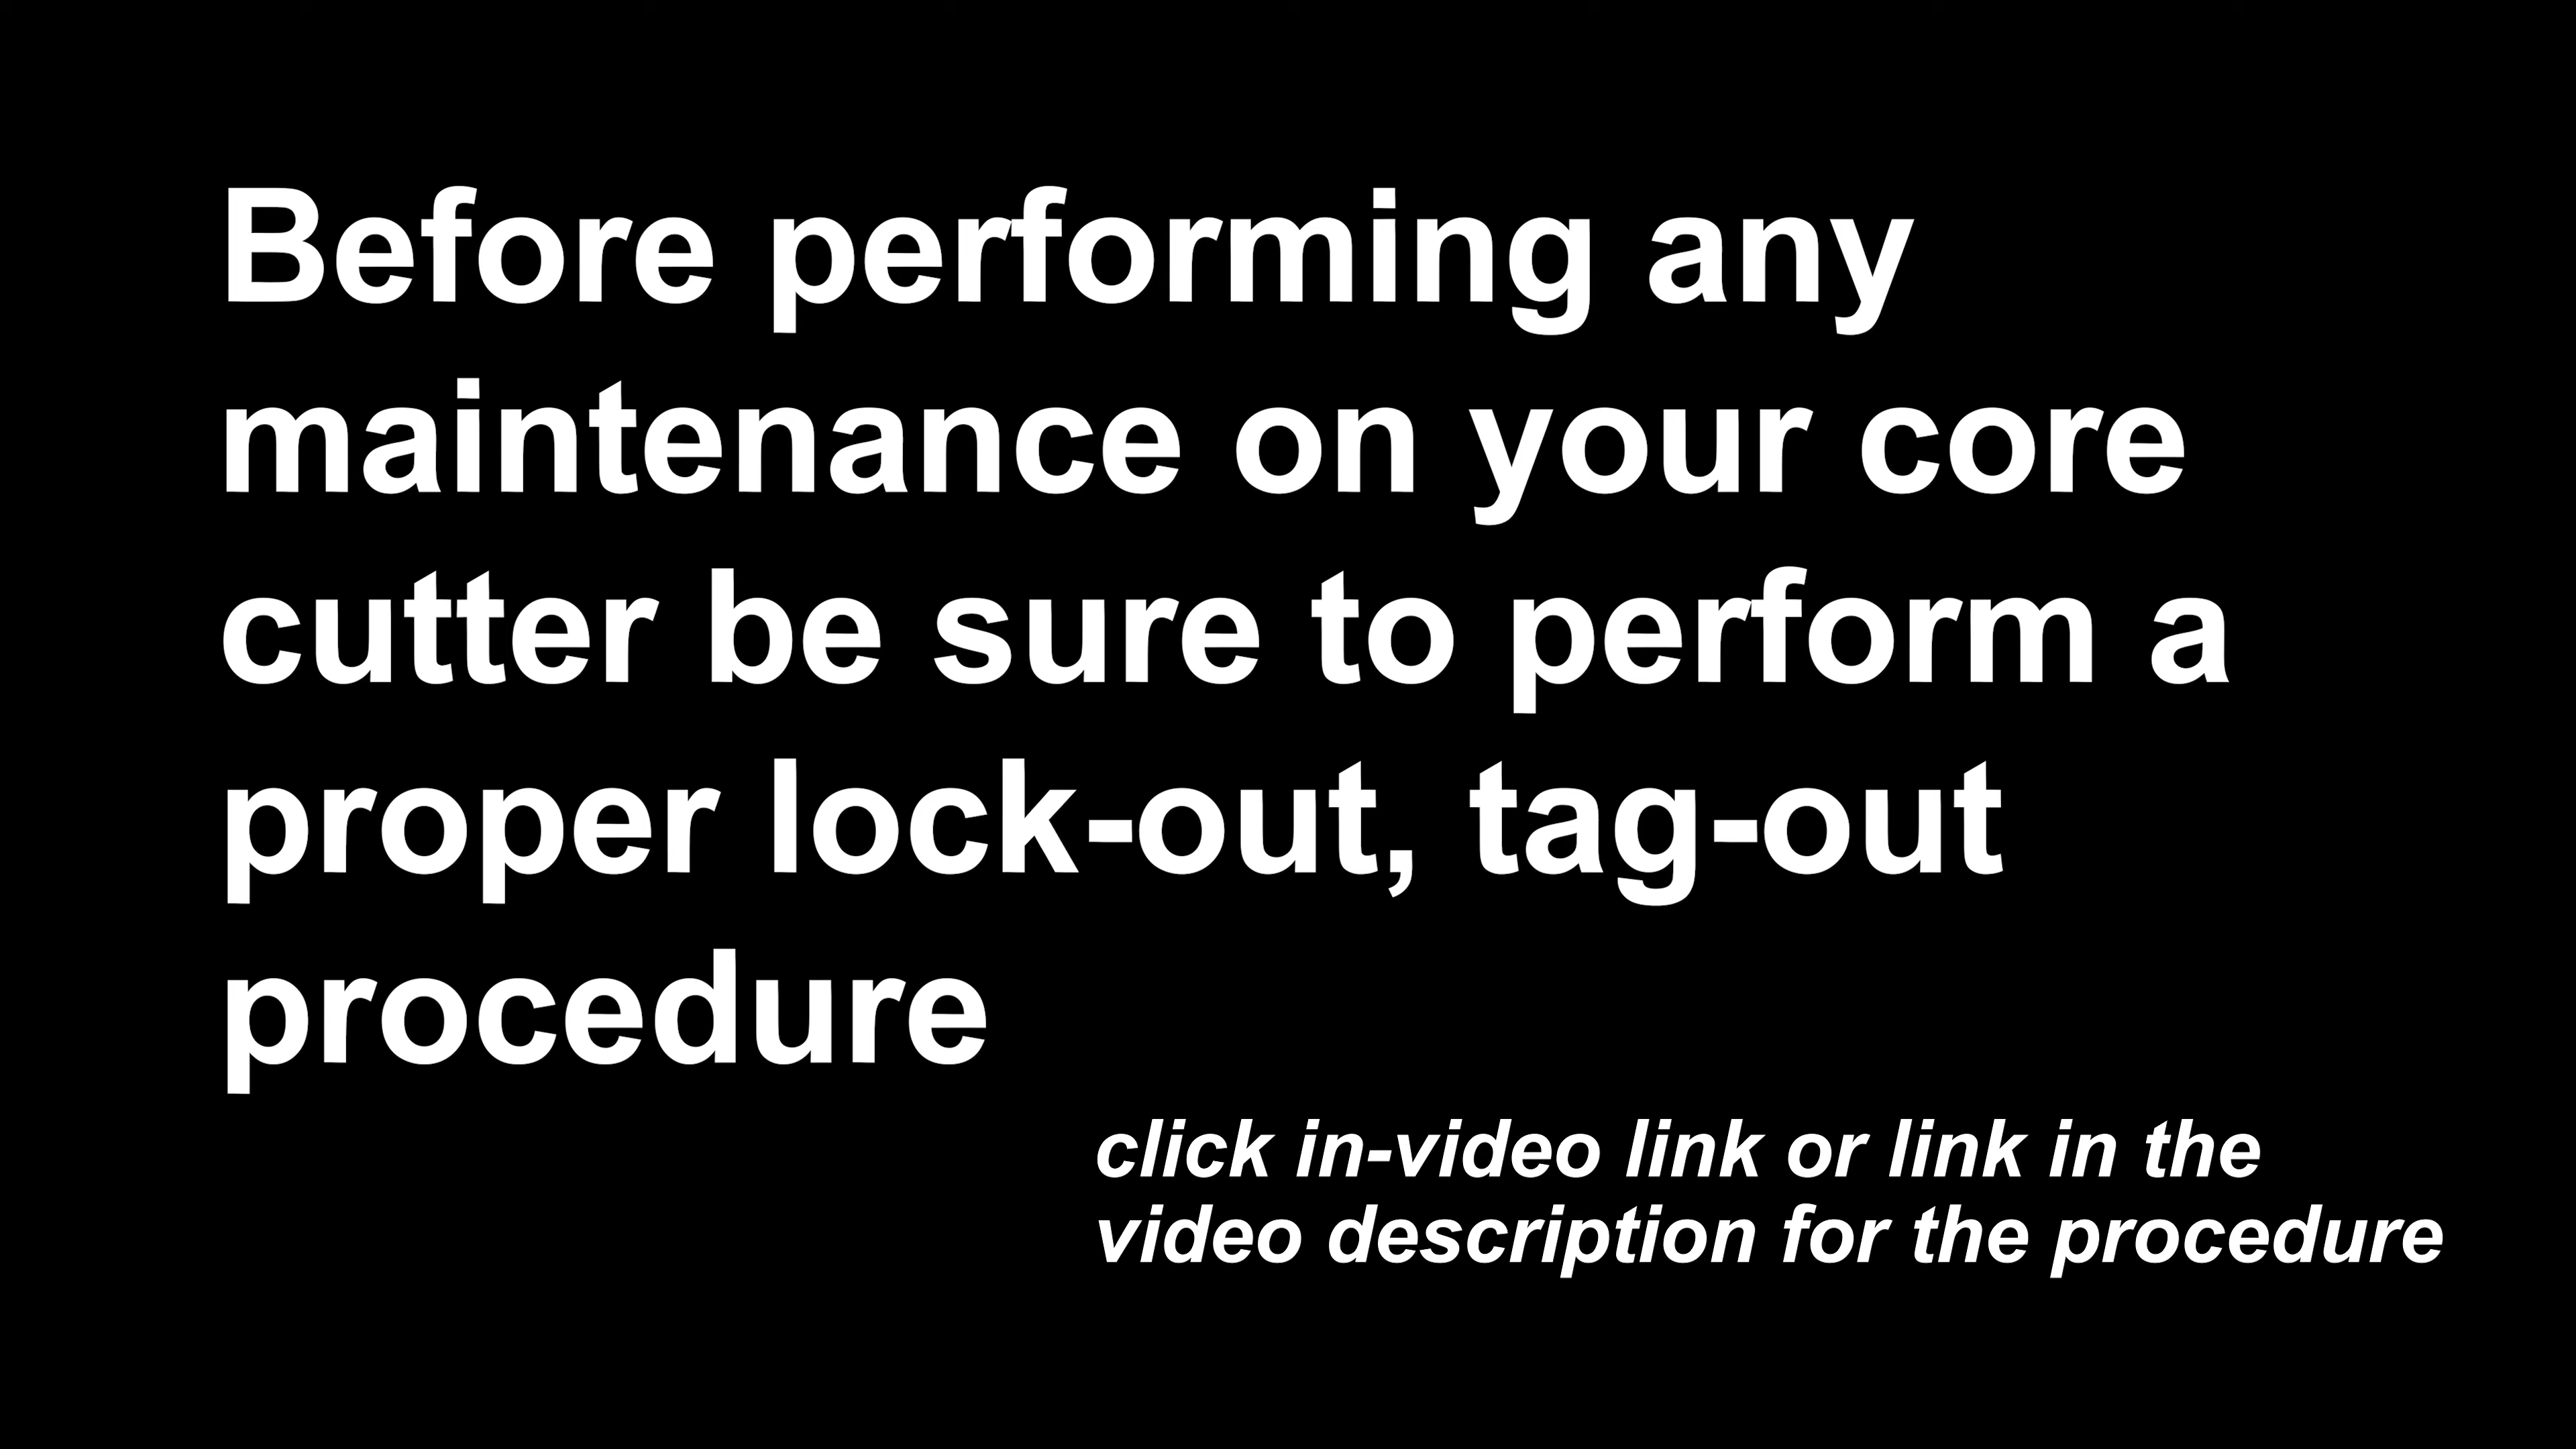 Before performing any
maintenance on your core
cutter be sure to perform a
proper lock-out, tag-out
procedure
click in-video link or link in the
video description for the procedure